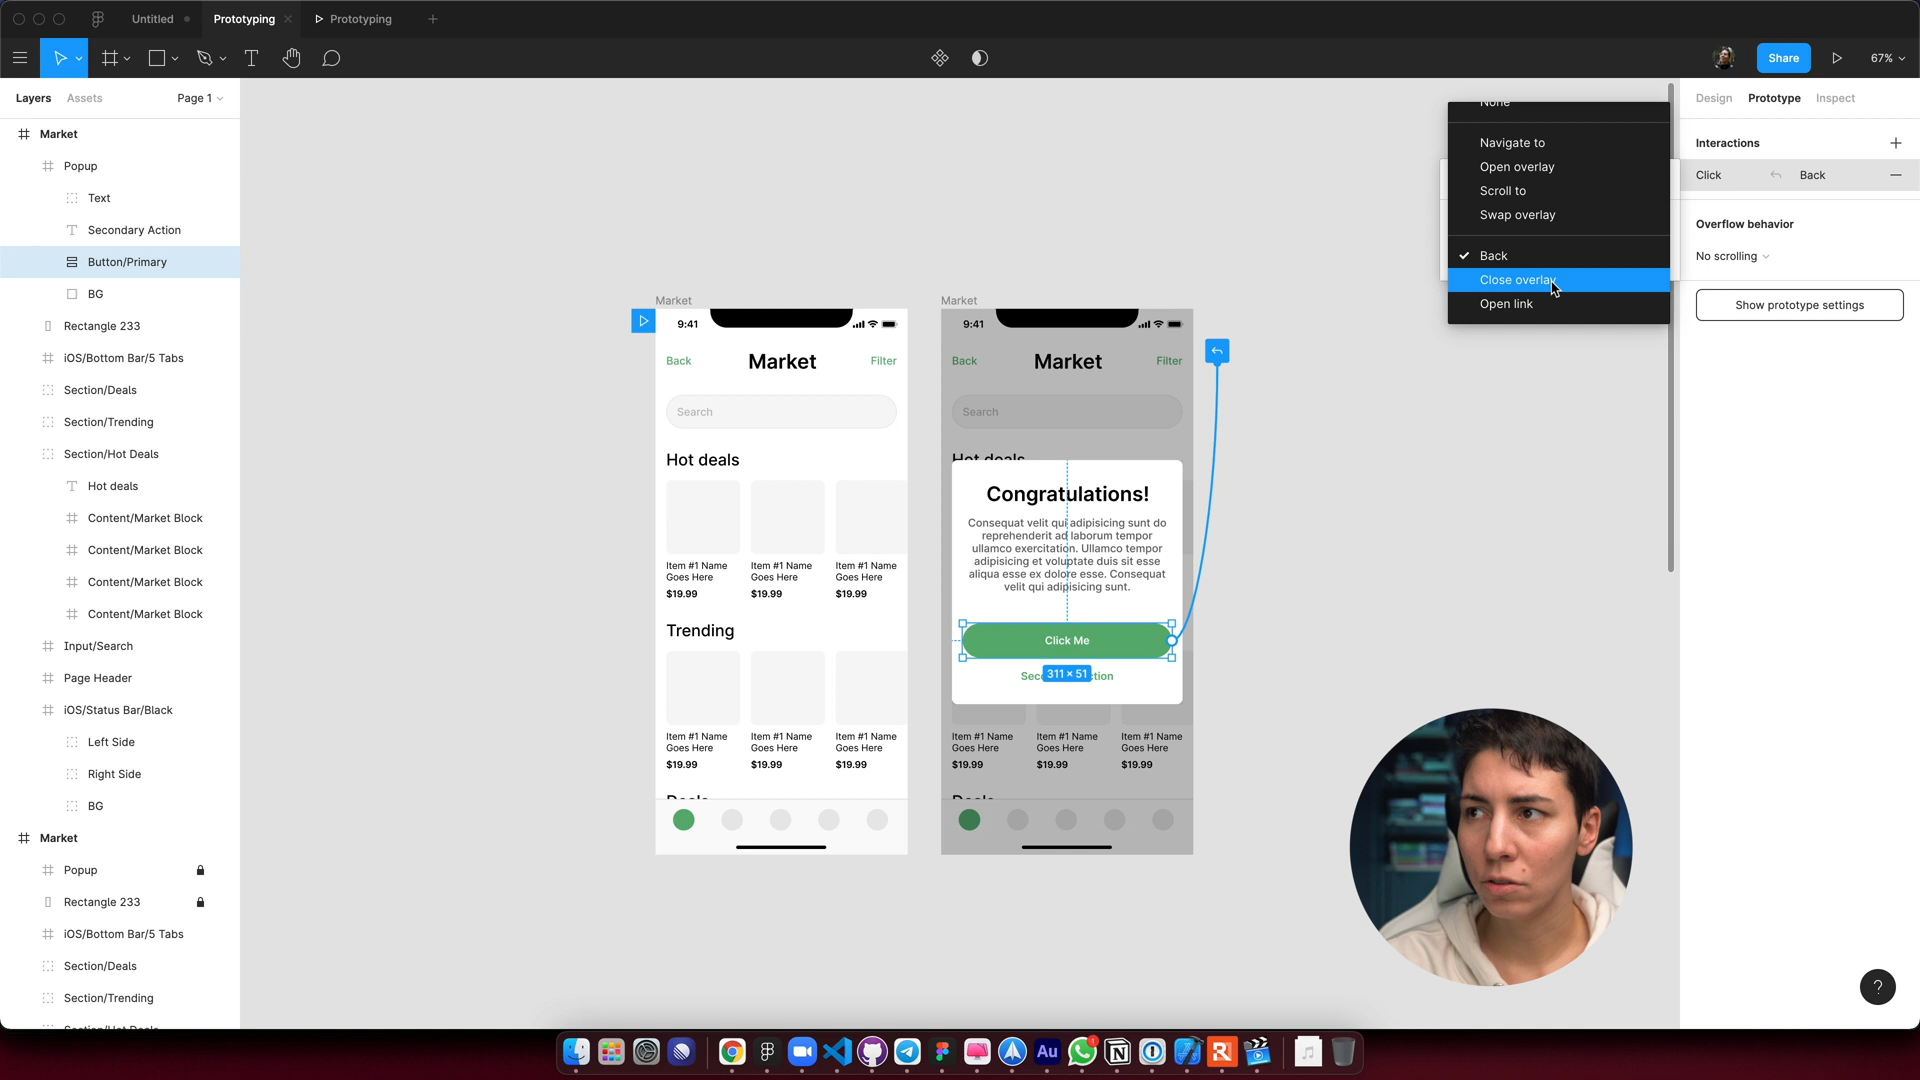 Untitled
Prototyping
Prototyping
Share
67%
Layers
Assets
Page 1
Market
Popup
Text
Secondary Action
Button/Primary
BG
Rectangle 233
iOS/Bottom Bar/5 Tabs
Section/Deals
Section/Trending
Section/Hot Deals
Hot deals
Content/Market Block
Content/Market Block
Content/Market Block
Content/Market Block
Input/Search
Page Header
iOS/Status Bar/Black
Left Side
Right Side
BG
Market
Popup
Rectangle 233
iOS/Bottom Bar/5 Tabs
Section/Deals
Section/Trending
Section/Hot Deals
Market
9:41
Back
Market
Filter
Search
Hot deals
Item #1 Name
Goes Here
$19.99
Item #1 Name
Goes Here
$19.99
Item #1 Name
Goes Here
$19.99
Trending
Item #1 Name
Goes Here
$19.99
Item #1 Name
Goes Here
$19.99
Item #1 Name
Goes Here
$19.99
Deals
Market
9:41
Back
Market
Filter
Search
Hot deals
Congratulations!
Consequat velit qui adipisicing sunt do
reprehenderit ad laborum tempor
ullamco exercitation. Ullamco tempor
adipisicing et voluptate duis sit esse
aliqua esse ex dolore esse. Consequat
velit qui adipisicing sunt.
Click Me
311 × 51
Item #1 Name
Goes Here
$19.99
Item #1 Name
Goes Here
$19.99
Item #1 Name
Goes Here
$19.99
Deals
None
Navigate to
Open overlay
Scroll to
Swap overlay
Back
Close overlay
Open link
Design
Prototype
Inspect
Interactions
Click
Back
Overflow behavior
No scrolling
Show prototype settings
?
Au
1